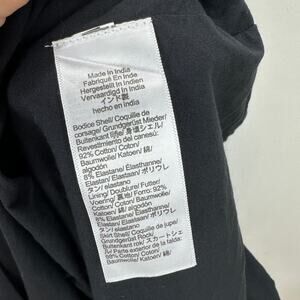 Made In India
Fabriqué En Inde
Hergestellt In Indien
Vervaardigd In India
インド製
hecho en India
Bodice Shell/ Coquille de
corsage/ Grundgerüst Mieder/
Buitenkant lijfje/ 身頃シェル/
Revestimiento del canesú:
92% Cotton/ Coton/
Baumwolle/ Katoen/ 綿/
algodón
8% Elastane/ Elasthanne/
Elastan/ Elastaan/ ポリウレ
タン/ elastano
Lining/ Doublure/ Futter/
Voering/ 裏地/ Forro: 92%
Cotton/ Coton/ Baumwolle/
Katoen/ 綿/ algodón
8% Elastane/ Elasthanne/
Elastan/ Elastaan/ ポリウレ
タン/ elastano
Skirt Shell/ Coquille de jupe/
Grundgerüst Rock/
Buitenkant rok/ スカートシェ
ル/ Parte exterior de la falda:
Cotton/ Coton/
Baumwolle/ Katoen/ 綿/